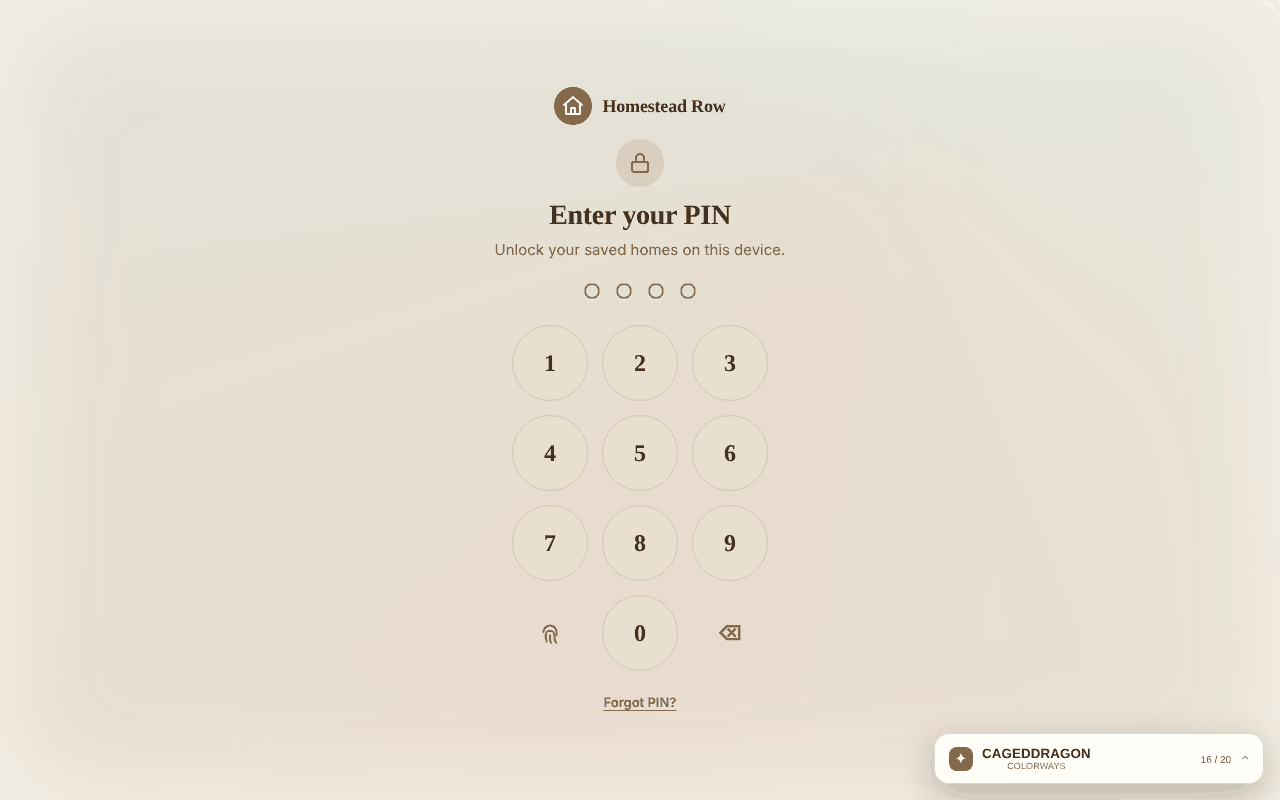 Homestead Row
Enter your PIN
Unlock your saved homes on this device.
1 2 3
4 5 6
7 8 9
0
Forgot PIN?
CAGEDDRAGON
COLORWAYS
16 / 20